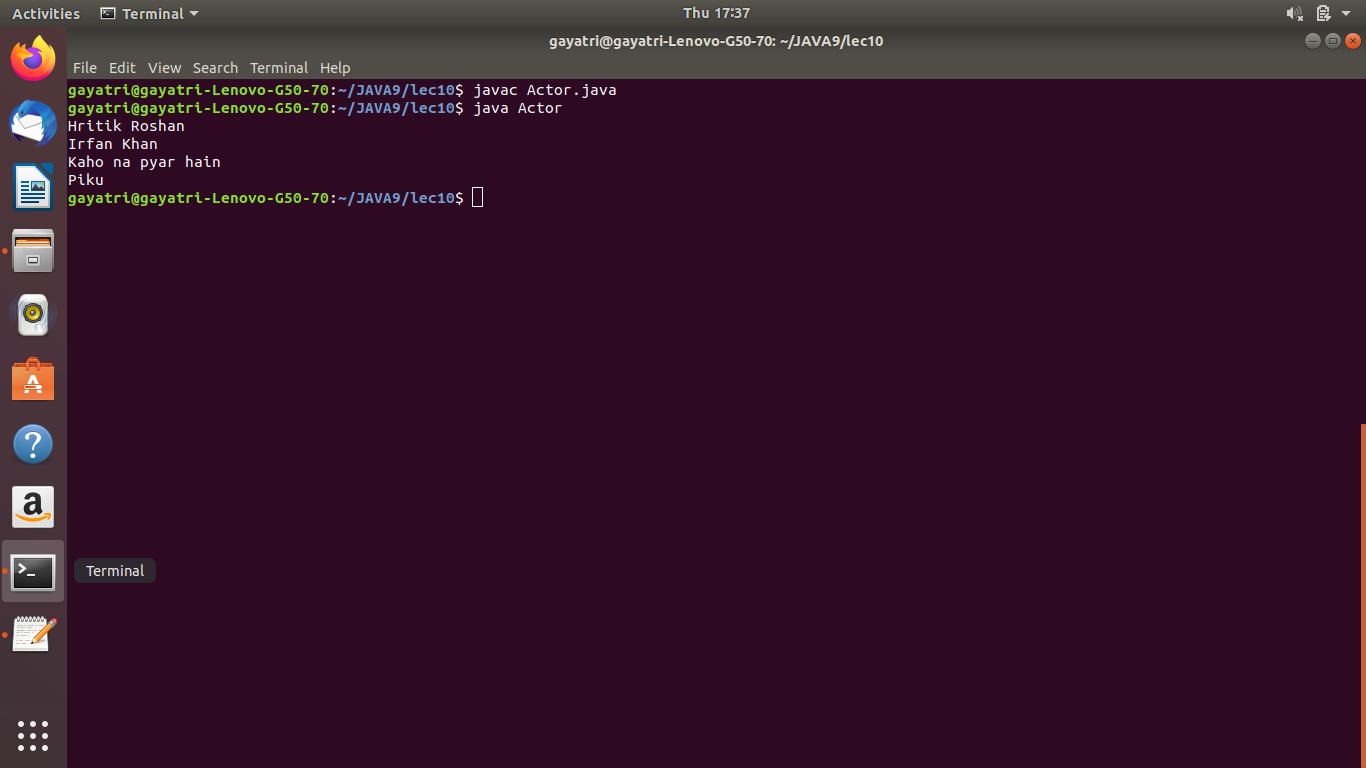 Activities Terminal Thu 17:37
gayatri@gayatri-Lenovo-G50-70: ~/JAVA9/lec10
File Edit View Search Terminal Help
gayatri@gayatri-Lenovo-G50-70:~/JAVA9/lec10$ javac Actor.java
gayatri@gayatri-Lenovo-G50-70:~/JAVA9/lec10$ java Actor
Hritik Roshan
Irfan Khan
Kaho na pyar hain
Piku
gayatri@gayatri-Lenovo-G50-70:~/JAVA9/lec10$
Terminal